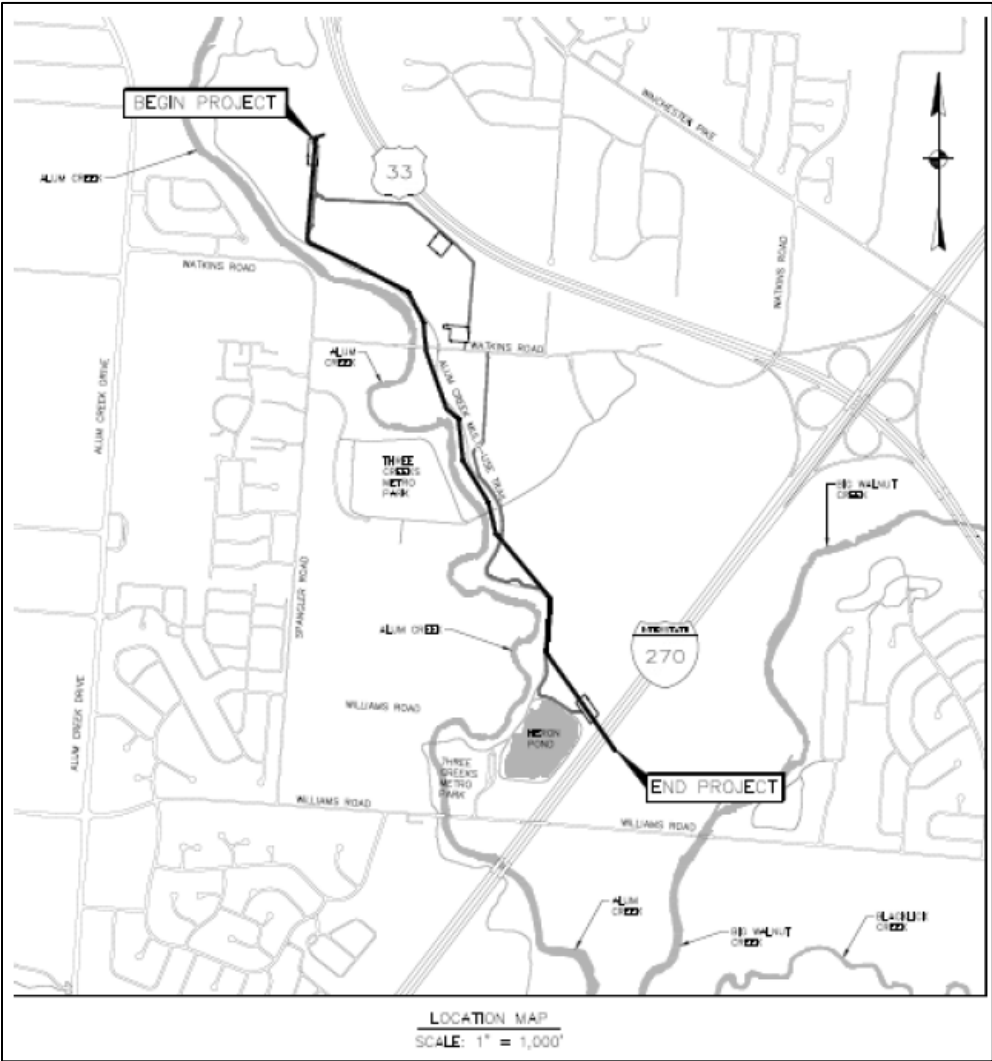 BEGIN PROJECT
WINCHESTER PIKE
33
ALUM CREEK
WATKINS ROAD
WATKINS ROAD
WATKINS ROAD
ALUM
CREEK
ALUM CREEK MULTI-USE TRAIL
ALUM CREEK DRIVE
THREE
CREEKS
METRO
PARK
BIG WALNUT
CREEK
SPANGLER ROAD
ALUM CREEK
INTERSTATE
270
WILLIAMS ROAD
ALUM CREEK DRIVE
HERON
POND
THREE
CREEKS
METRO
PARK
END PROJECT
WILLIAMS ROAD
WILLIAMS ROAD
ALUM
CREEK
BIG WALNUT
CREEK
BLACKLICK
CREEK
LOCATION MAP
SCALE: 1" = 1,000'